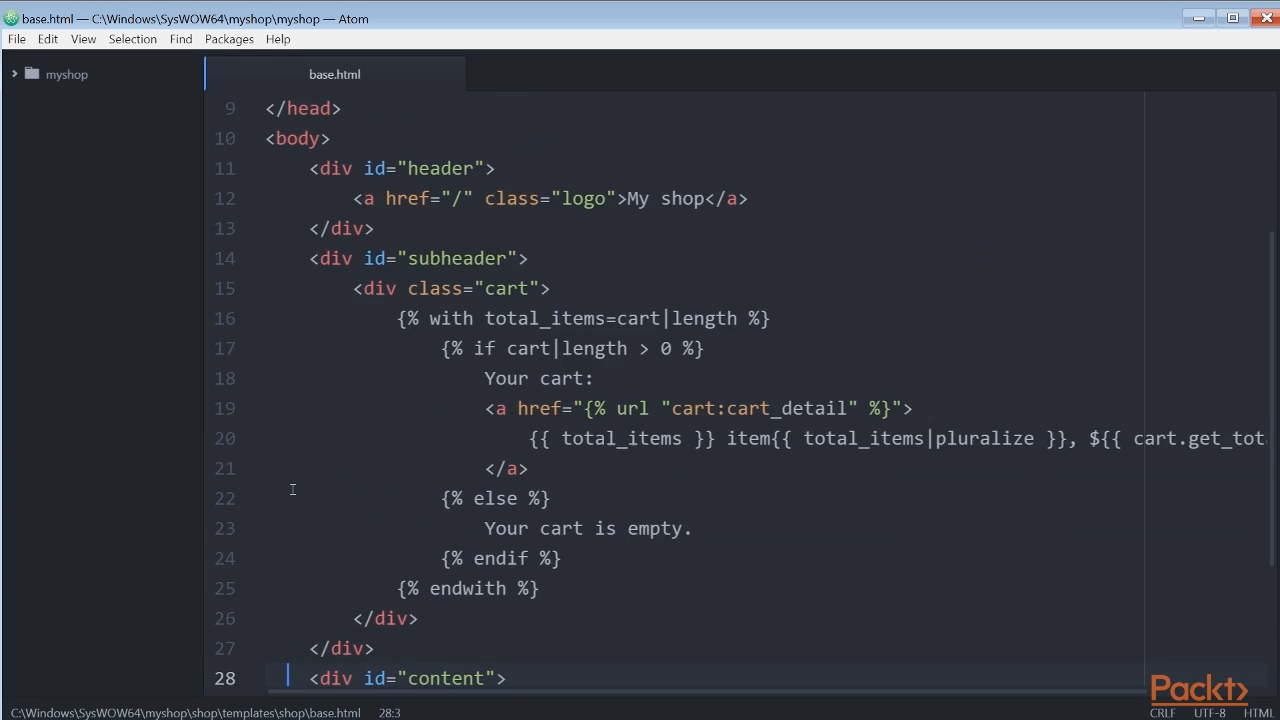 base.html — C:\Windows\SysWOW64\myshop\myshop — Atom
File Edit View Selection Find Packages Help
myshop
base.html
9 </head>
10 <body>
11 <div id="header">
12 <a href="/" class="logo">My shop</a>
13 </div>
14 <div id="subheader">
15 <div class="cart">
16 {% with total_items=cart|length %}
17 {% if cart|length > 0 %}
18 Your cart:
19 <a href="{% url "cart:cart_detail" %}">
20 {{ total_items }} item{{ total_items|pluralize }}, ${{ cart.get_tot
21 </a>
22 {% else %}
23 Your cart is empty.
24 {% endif %}
25 {% endwith %}
26 </div>
27 </div>
28 <div id="content">
Packt>
C:\Windows\SysWOW64\myshop\shop\templates\shop\base.html 28:3 CRLF UTF-8 HTML